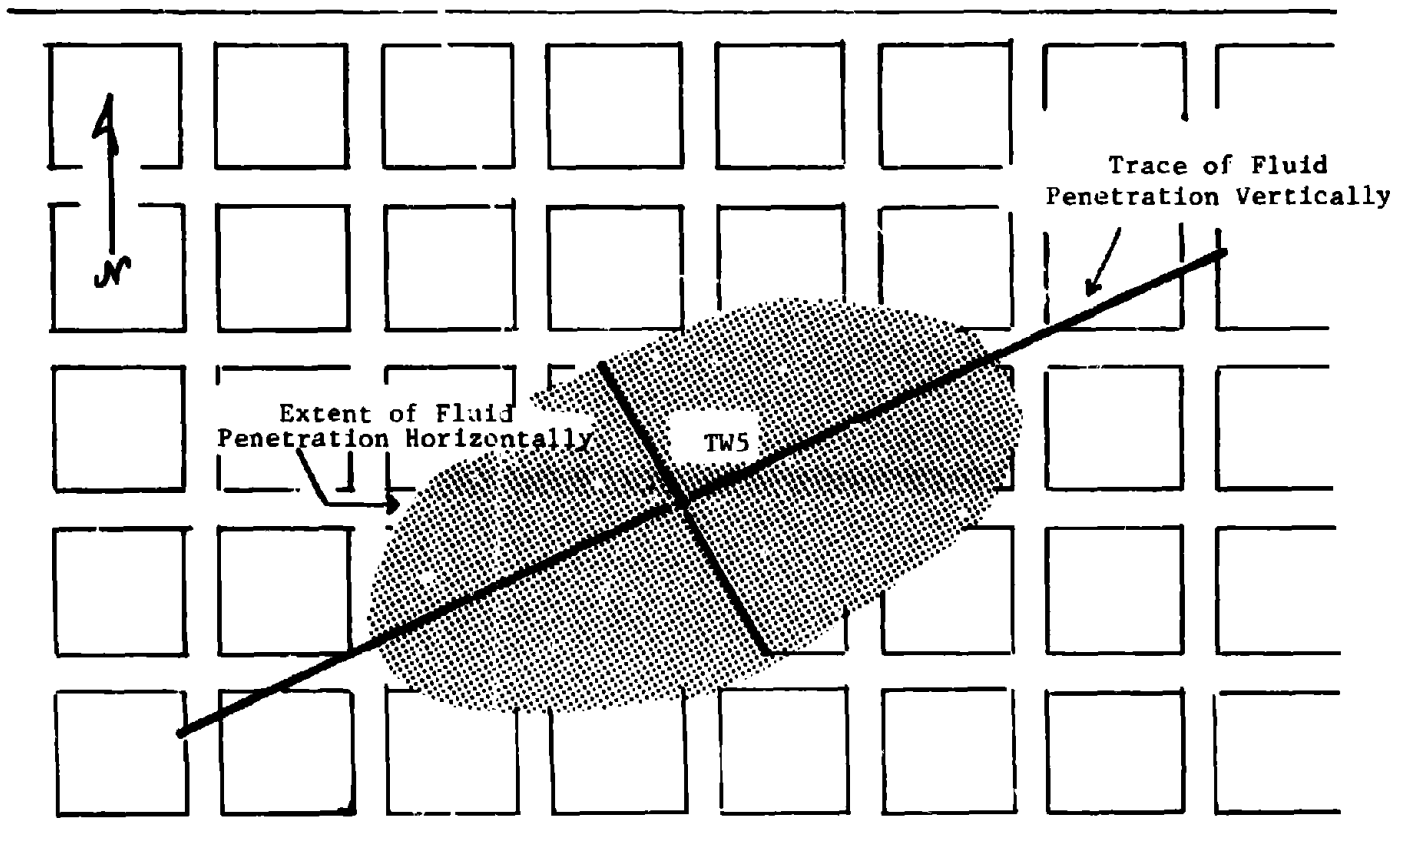 Trace of Fluid
Penetration Vertically
Extent of Fluid
Penetration Horizontally
TW5
N